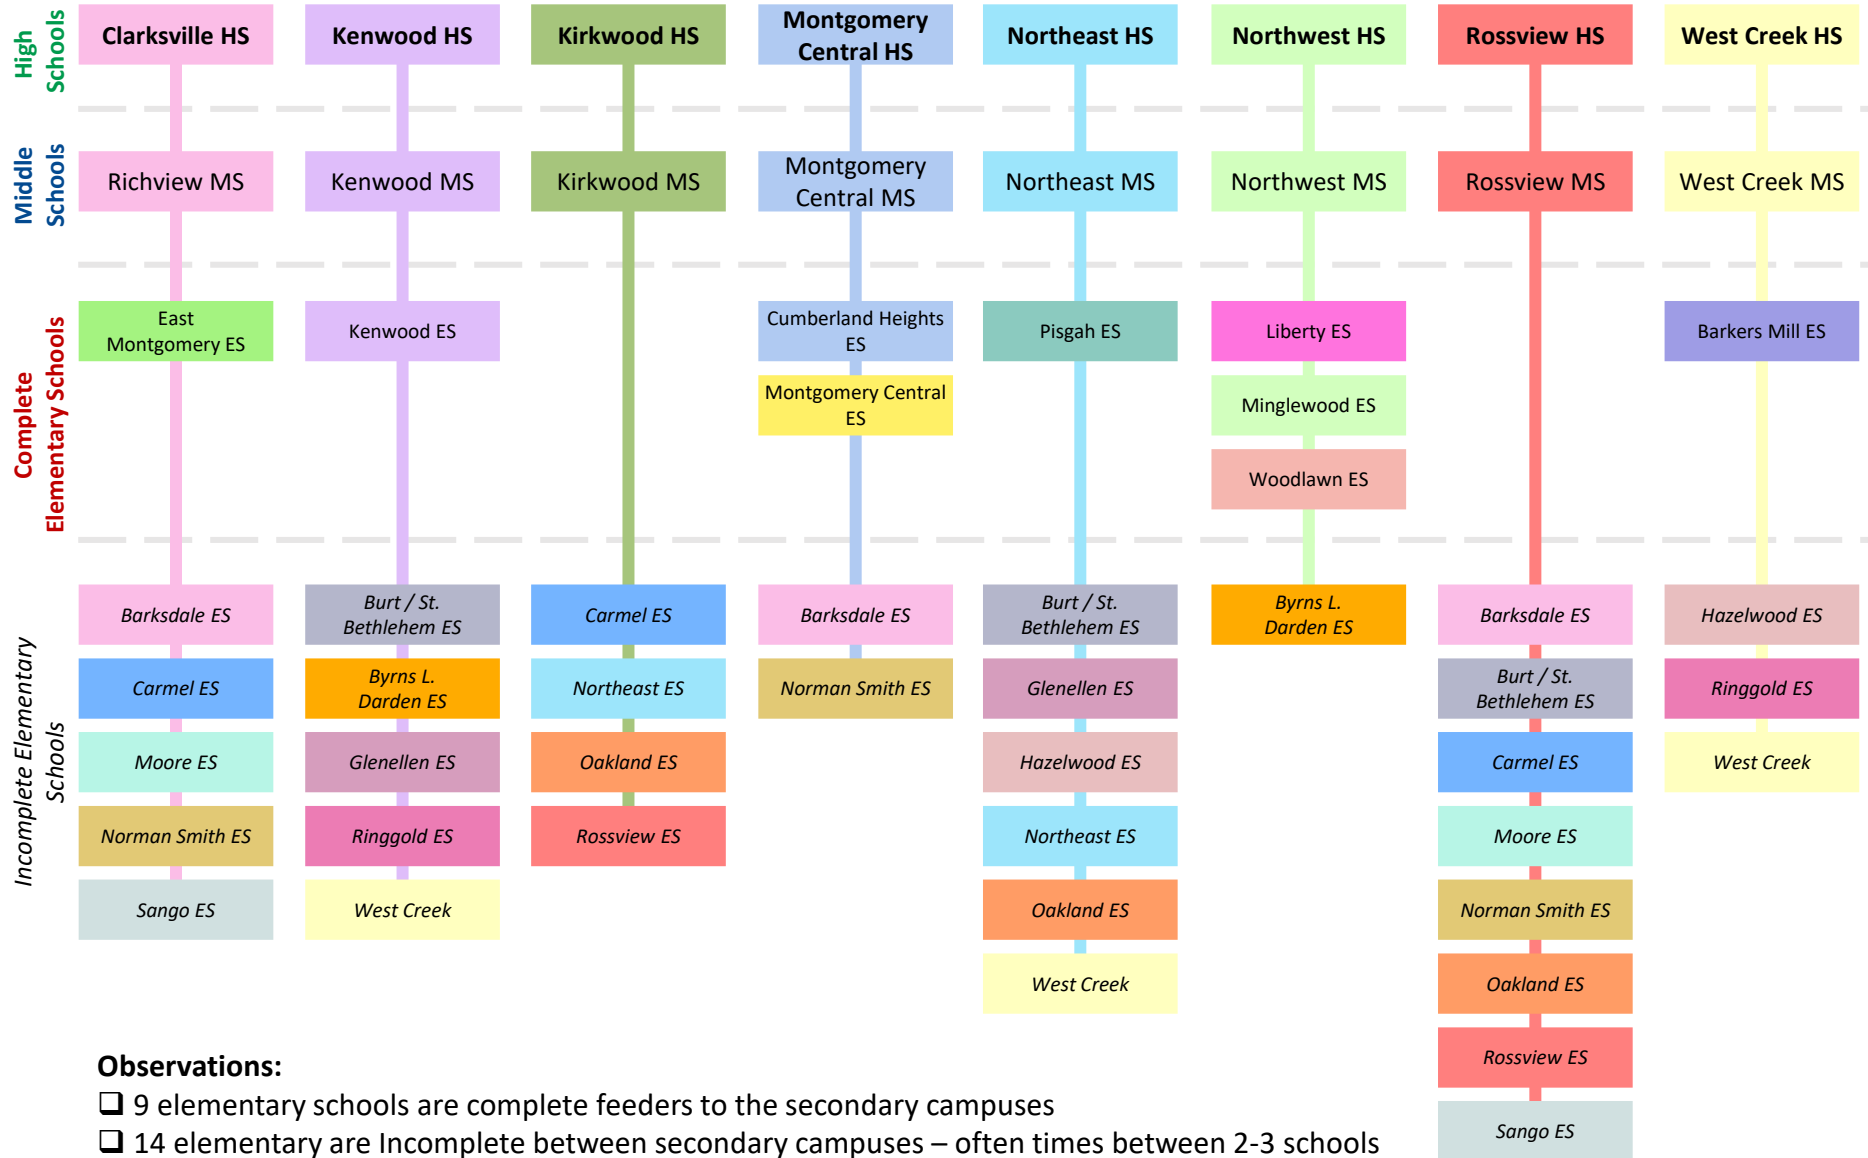 High
Schools
Clarksville HS
Kenwood HS
Kirkwood HS
Montgomery
Central HS
Northeast HS
Northwest HS
Rossview HS
West Creek HS
Middle
Schools
Richview MS
Kenwood MS
Kirkwood MS
Montgomery
Central MS
Northeast MS
Northwest MS
Rossview MS
West Creek MS
Complete
Elementary Schools
East
Montgomery ES
Kenwood ES
Cumberland Heights
ES
Montgomery Central
ES
Pisgah ES
Liberty ES
Minglewood ES
Woodlawn ES
Barkers Mill ES
Incomplete Elementary
Schools
Barksdale ES
Carmel ES
Moore ES
Norman Smith ES
Sango ES
Burt / St.
Bethlehem ES
Byrns L.
Darden ES
Glenellen ES
Ringgold ES
West Creek
Carmel ES
Northeast ES
Oakland ES
Rossview ES
Barksdale ES
Norman Smith ES
Burt / St.
Bethlehem ES
Glenellen ES
Hazelwood ES
Northeast ES
Oakland ES
West Creek
Byrns L.
Darden ES
Barksdale ES
Burt / St.
Bethlehem ES
Carmel ES
Moore ES
Norman Smith ES
Oakland ES
Rossview ES
Sango ES
Hazelwood ES
Ringgold ES
West Creek
Observations:
❑ 9 elementary schools are complete feeders to the secondary campuses
❑ 14 elementary are Incomplete between secondary campuses – often times between 2-3 schools